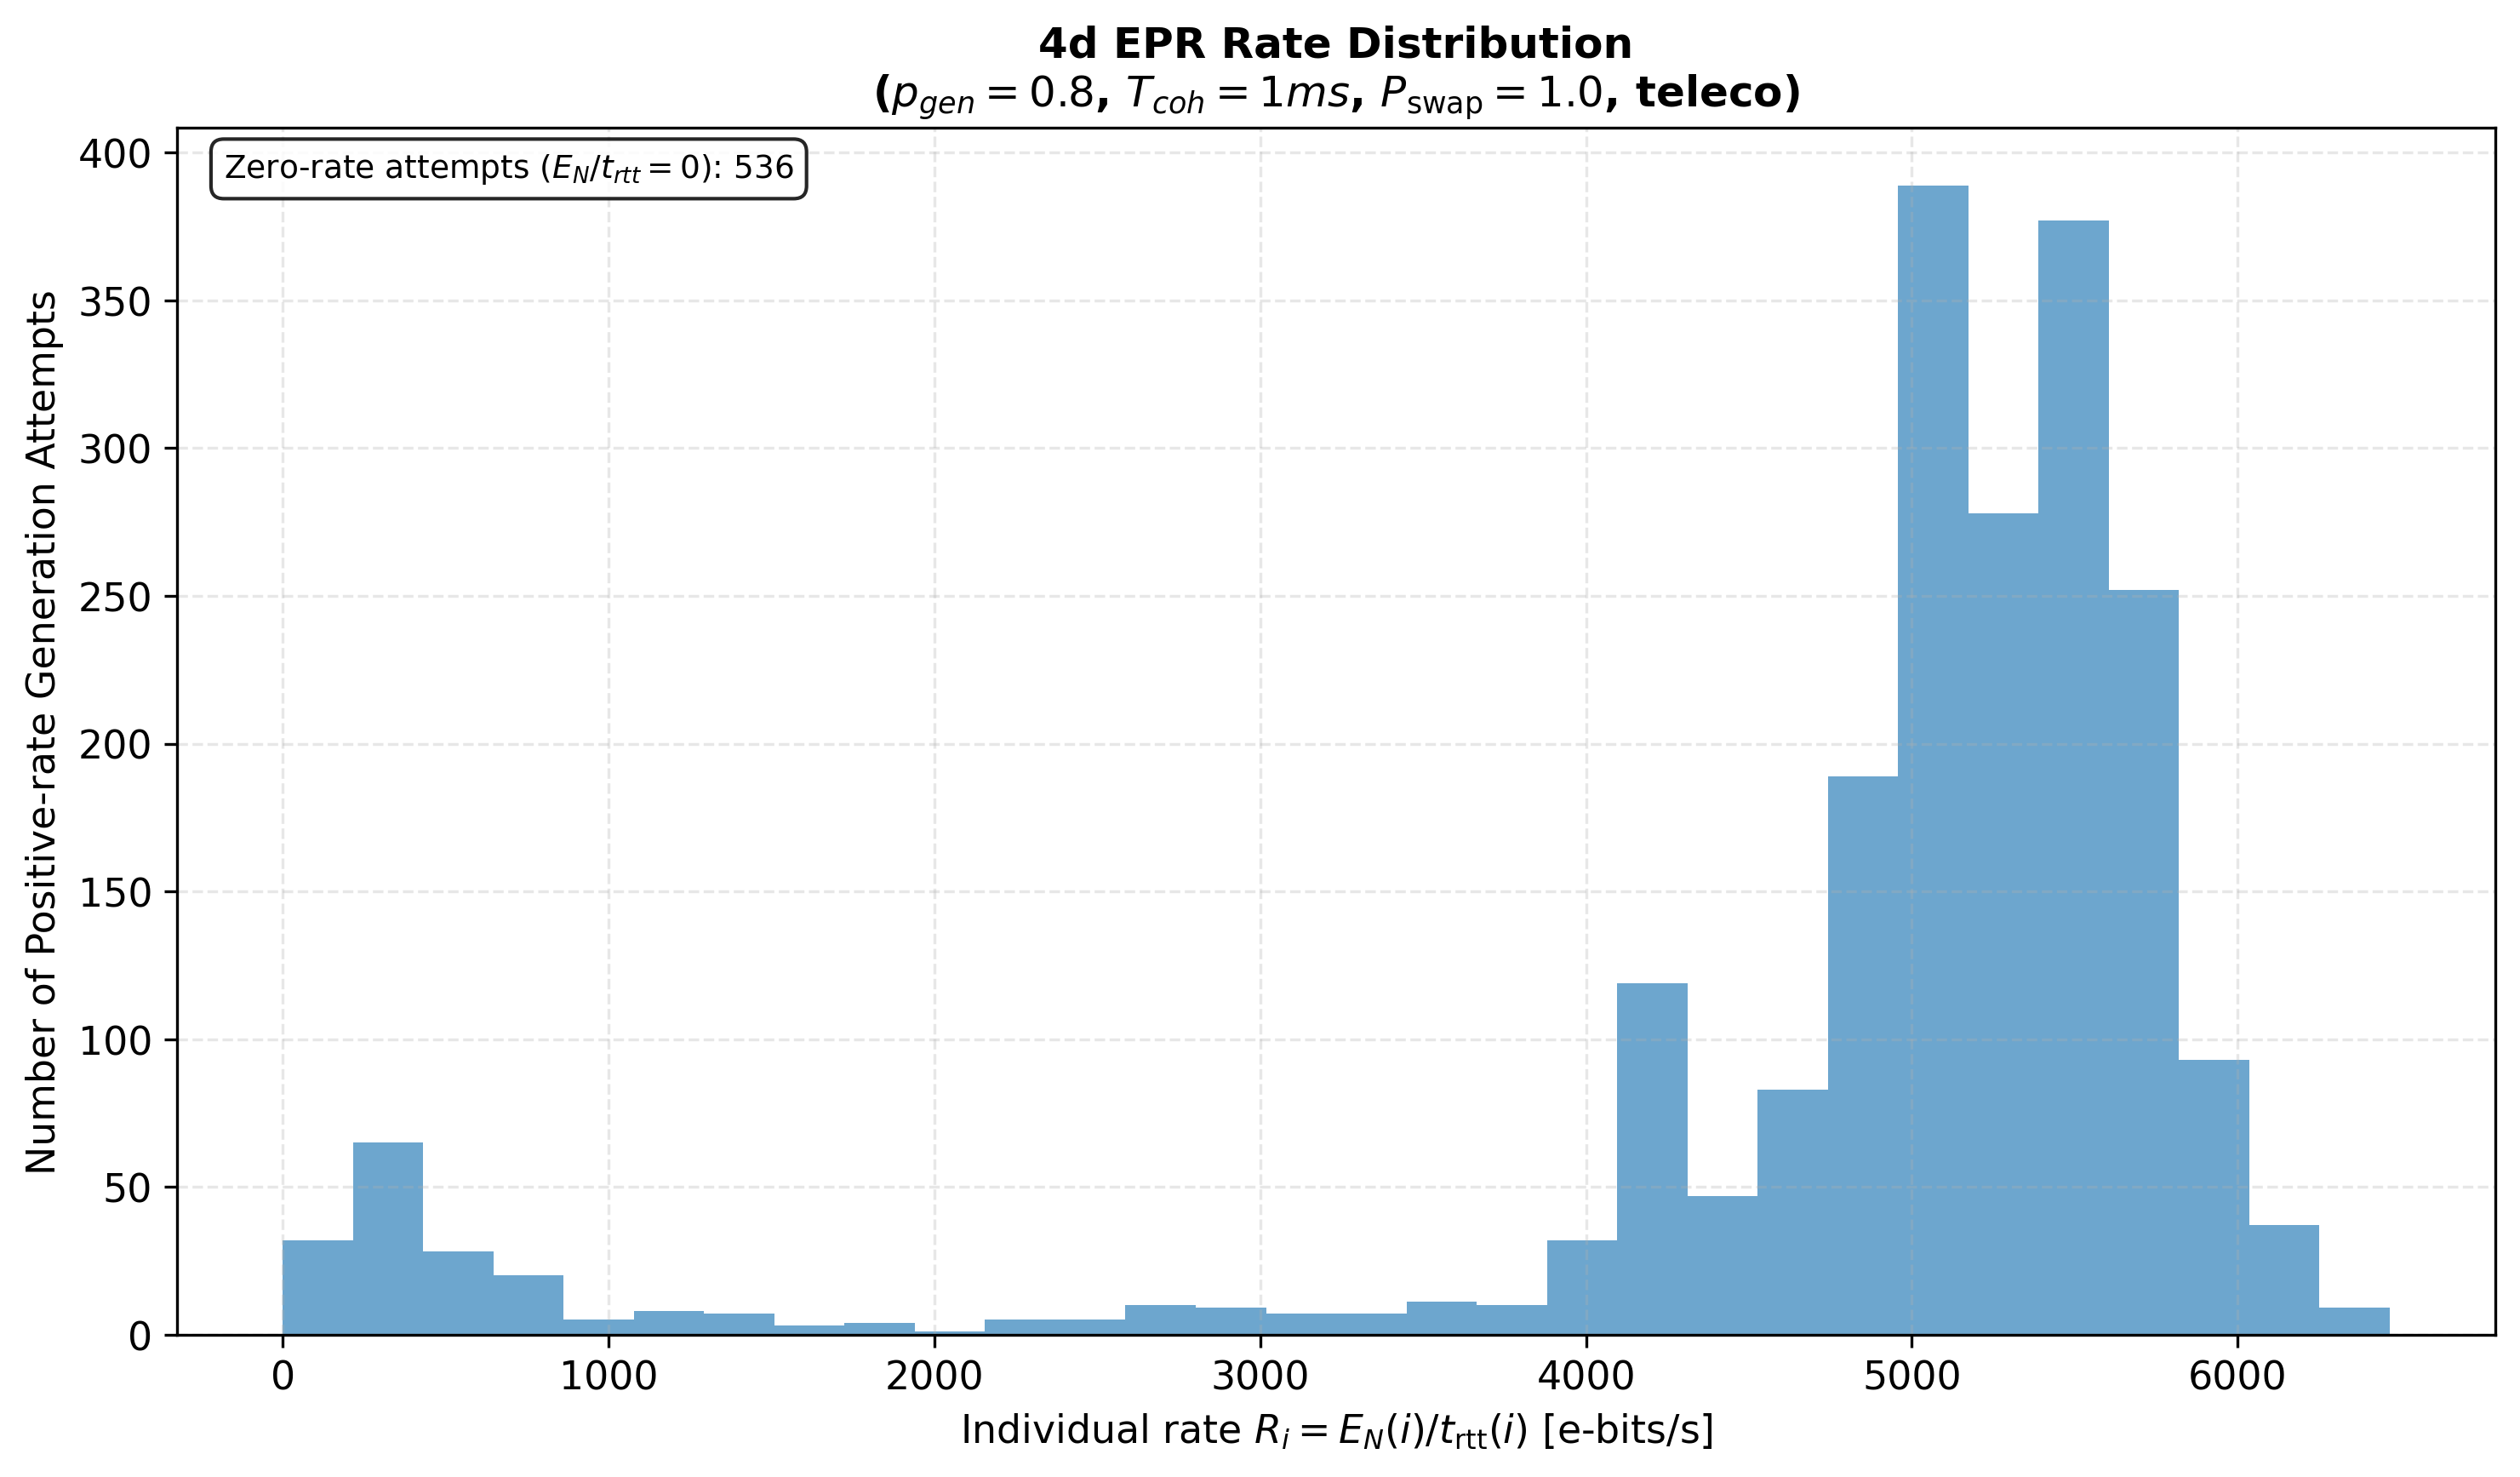 4d EPR Rate Distribution
(p_gen = 0.8, T_coh = 1ms, P_swap = 1.0, teleco)
Zero-rate attempts (E_N/t_rtt = 0): 536
Number of Positive-rate Generation Attempts
400
350
300
250
200
150
100
50
0
0 1000 2000 3000 4000 5000 6000
Individual rate R_i = E_N(i)/t_rtt(i) [e-bits/s]